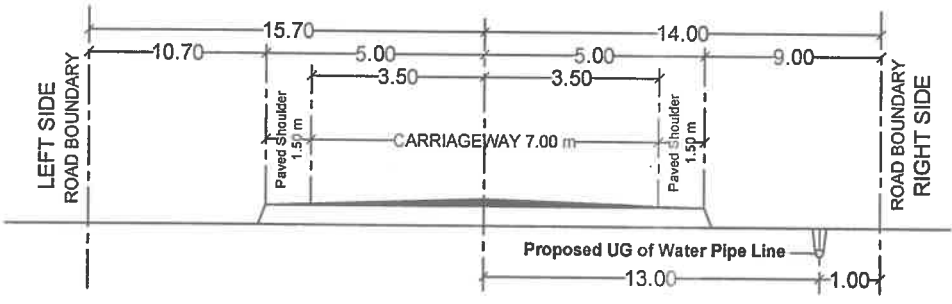 15.70 14.00
10.70 5.00 5.00 9.00
3.50 3.50
LEFT SIDE
ROAD BOUNDARY
Paved Shoulder
1.50 m
CARRIAGEWAY 7.00 m
Paved Shoulder
1.50 m
ROAD BOUNDARY
RIGHT SIDE
Proposed UG of Water Pipe Line
13.00 1.00